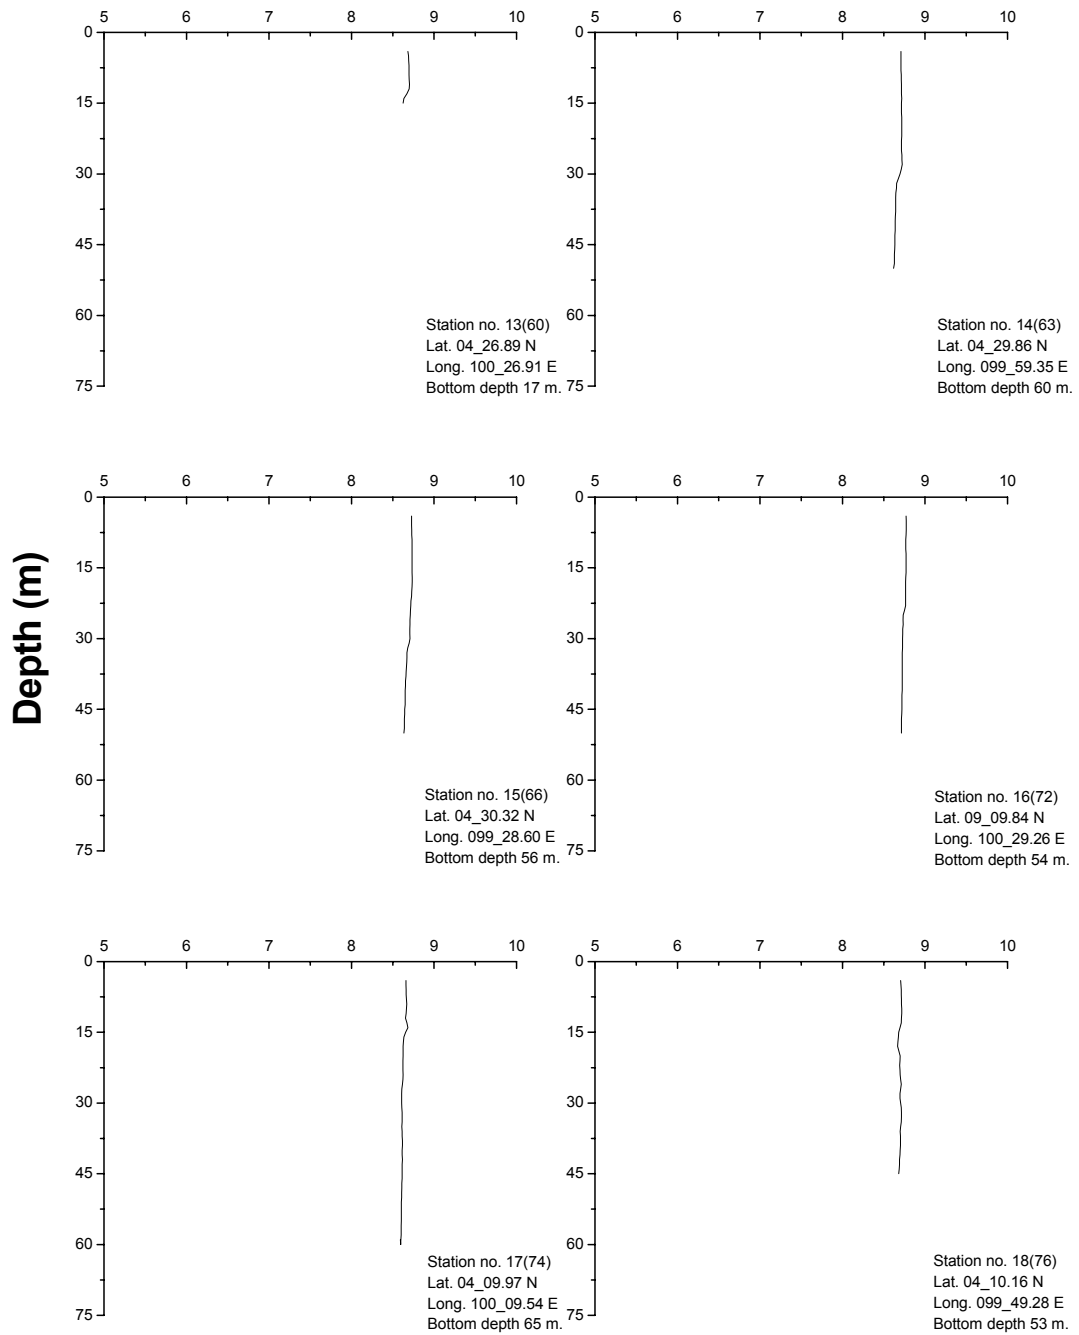 5 6 7 8 9 10
0
15
30
45
60
75
Station no. 13(60)
Lat. 04_26.89 N
Long. 100_26.91 E
Bottom depth 17 m.
5 6 7 8 9 10
0
15
30
45
60
75
Station no. 14(63)
Lat. 04_29.86 N
Long. 099_59.35 E
Bottom depth 60 m.
Depth (m)
5 6 7 8 9 10
0
15
30
45
60
75
Station no. 15(66)
Lat. 04_30.32 N
Long. 099_28.60 E
Bottom depth 56 m.
5 6 7 8 9 10
0
15
30
45
60
75
Station no. 16(72)
Lat. 09_09.84 N
Long. 100_29.26 E
Bottom depth 54 m.
5 6 7 8 9 10
0
15
30
45
60
75
Station no. 17(74)
Lat. 04_09.97 N
Long. 100_09.54 E
Bottom depth 65 m.
5 6 7 8 9 10
0
15
30
45
60
75
Station no. 18(76)
Lat. 04_10.16 N
Long. 099_49.28 E
Bottom depth 53 m.